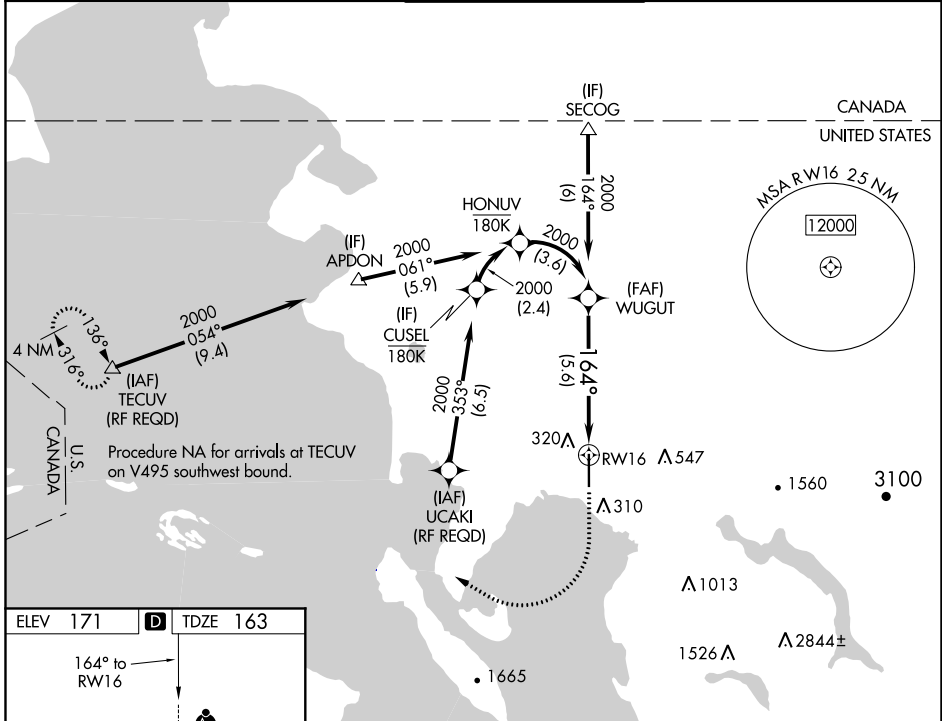 (IF)
SECOG
CANADA
UNITED STATES
2000
164°
(6)
MSA RW16 25 NM
12000
HONUV
180K
2000
(3.6)
(IF)
APDON
2000
061°
(5.9)
2000
(2.4)
(FAF)
WUGUT
(IF)
CUSEL
180K
2000
054°
(9.4)
136°
4 NM
316°
(IAF)
TECUV
(RF REQD)
164°
(5.6)
2000
353°
(6.5)
U.S.
CANADA
Procedure NA for arrivals at TECUV
on V495 southwest bound.
320
RW16
547
1560
3100
(IAF)
UCAKI
(RF REQD)
310
1013
ELEV 171
D
TDZE 163
1526
2844±
164° to
RW16
1665